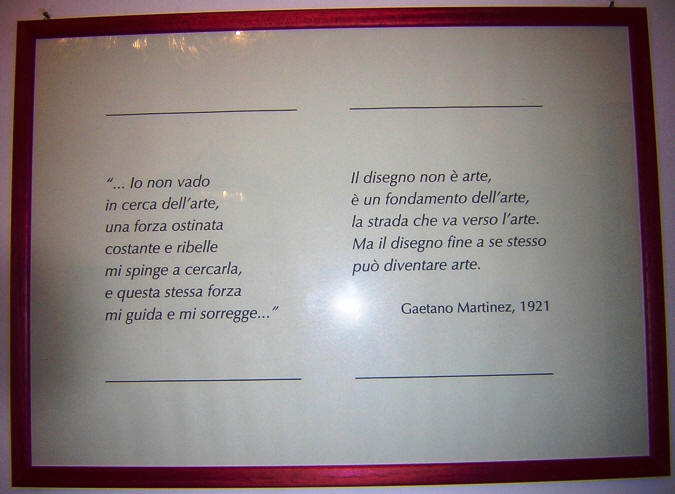 “... Io non vado
in cerca dell’arte,
una forza ostinata
costante e ribelle
mi spinge a cercarla,
e questa stessa forza
mi guida e mi sorregge...”
Il disegno non è arte,
è un fondamento dell’arte,
la strada che va verso l’arte.
Ma il disegno fine a se stesso
può diventare arte.
Gaetano Martinez, 1921